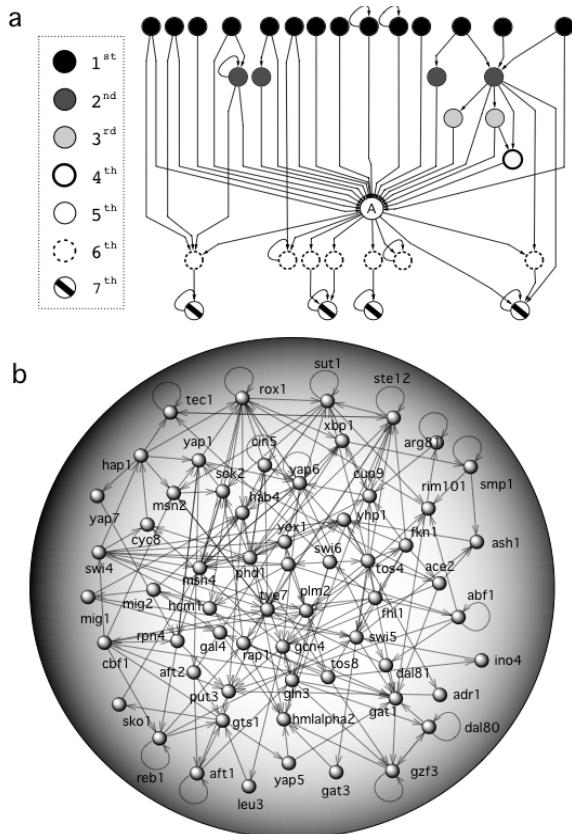 a
1st
2nd
3rd
4th
5th
6th
7th
A
b
sut1
rox1
ste12
tec1
xbp1
yap1
cin5
arg81
hap1
sok2
yap6
cup9
rim101
smp1
msn2
hab4
yap7
cyc8
yox1
yhp1
fkh1
ash1
swi4
swi6
msn4
phd1
tos4
ace2
mig2
hcm1
tye7
plm2
abf1
mig1
fhl1
rpn4
gal4
rap1
gcn4
swi5
cbf1
aft2
tos8
dal81
ino4
put3
gln3
adr1
sko1
gts1
hmlalpha2
gat1
dal80
reb1
aft1
yap5
gzf3
leu3
gat3